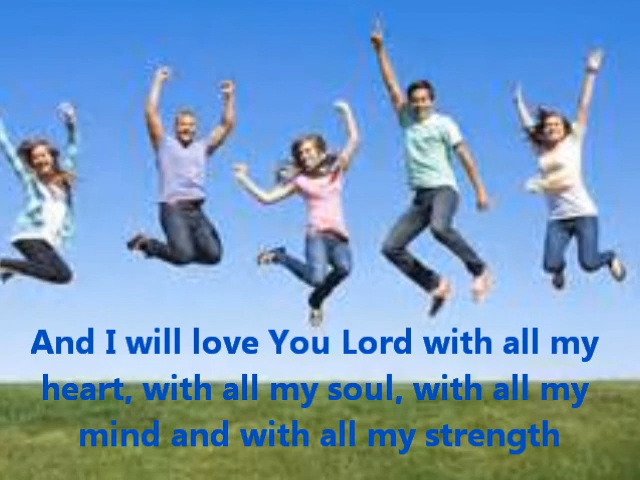 And I will love You Lord with all my
heart, with all my soul, with all my
mind and with all my strength